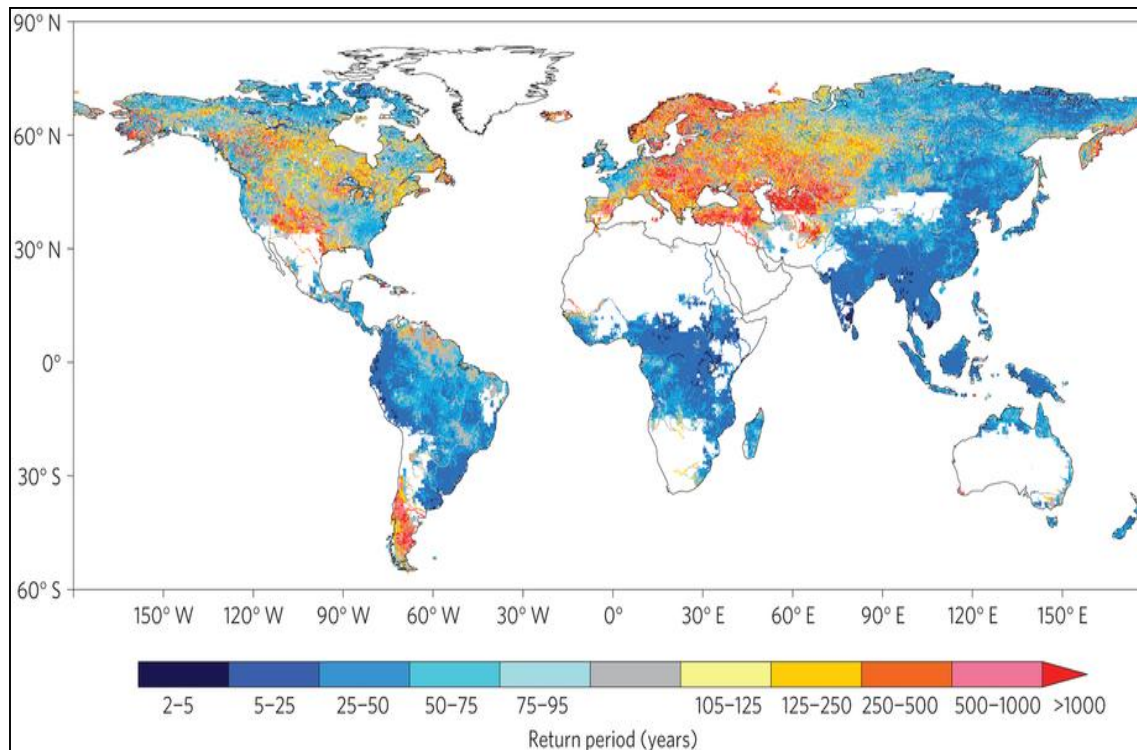 90° N
60° N
30° N
0°
30° S
60° S
150° W 120° W 90° W 60° W 30° W 0° 30° E 60° E 90° E 120° E 150° E
2–5 5–25 25–50 50–75 75–95 105–125 125–250 250–500 500–1000 >1000
Return period (years)